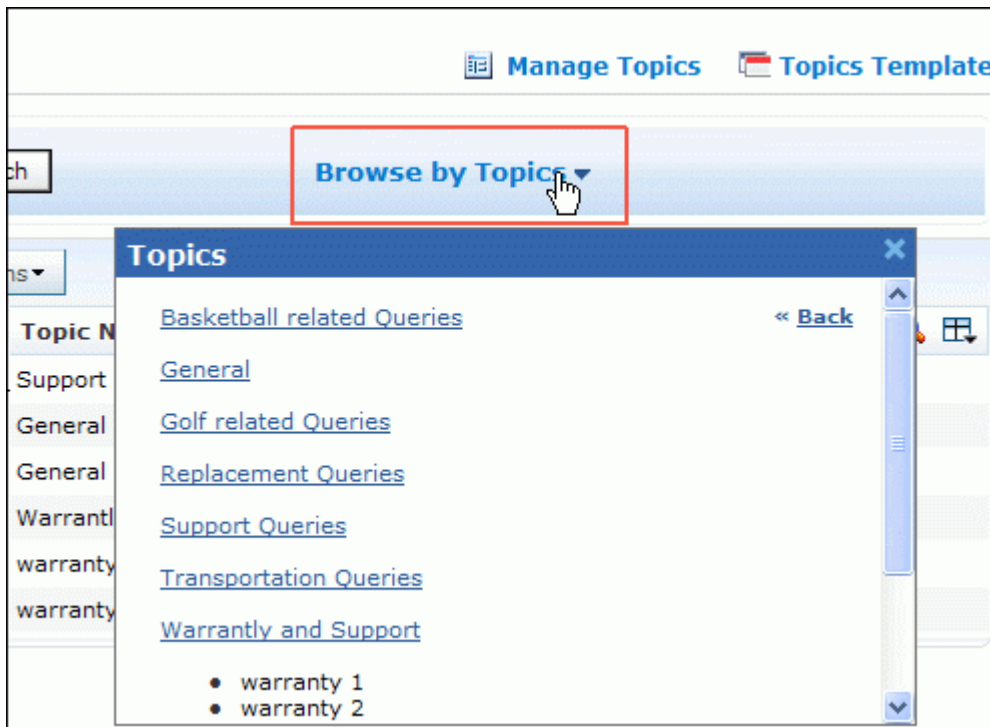 Manage Topics Topics Template
ch
Browse by Topics
ns
Topics
Basketball related Queries
« Back
Topic N
General
Support
Golf related Queries
General
Replacement Queries
General
Support Queries
Warrantl
Transportation Queries
warranty
Warrantly and Support
warranty
• warranty 1
• warranty 2